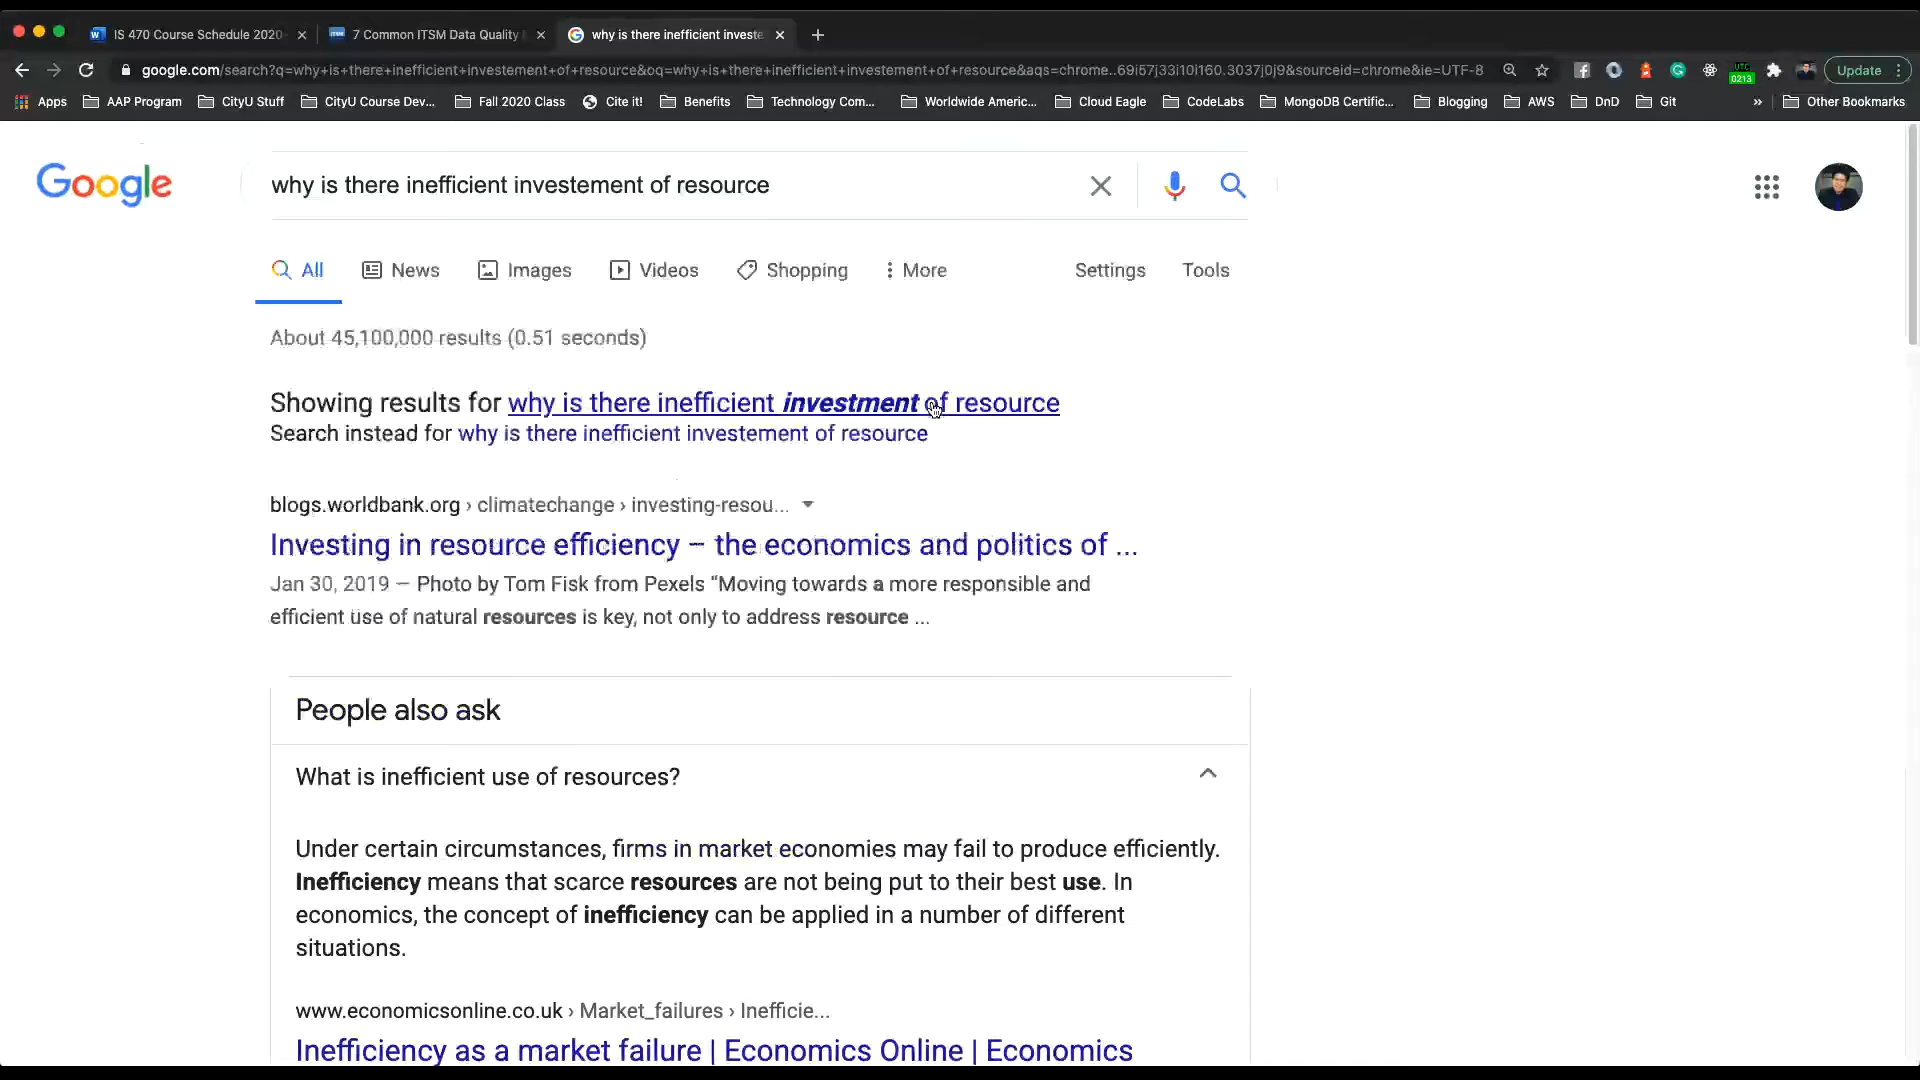 IS 470 Course Schedule 2020
7 Common ITSM Data Quality
why is there inefficient investe
google.com/search?q=why+is+there+inefficient+investement+of+resource&oq=why+is+there+inefficient+investement+of+resource&aqs=chrome..69i57j33i10i160.3037j0j9&sourceid=chrome&ie=UTF-8
UTC
0213
Update
Apps
AAP Program
CityU Stuff
CityU Course Dev...
Fall 2020 Class
Cite it!
Benefits
Technology Com...
Worldwide Americ...
Cloud Eagle
CodeLabs
MongoDB Certific...
Blogging
AWS
DnD
Git
»
Other Bookmarks
Google
why is there inefficient investement of resource
All
News
Images
Videos
Shopping
More
Settings
Tools
About 45,100,000 results (0.51 seconds)
Showing results for why is there inefficient investment of resource
Search instead for why is there inefficient investement of resource
blogs.worldbank.org › climatechange › investing-resou...
Investing in resource efficiency – the economics and politics of ...
Jan 30, 2019 — Photo by Tom Fisk from Pexels “Moving towards a more responsible and
efficient use of natural resources is key, not only to address resource ...
People also ask
What is inefficient use of resources?
Under certain circumstances, firms in market economies may fail to produce efficiently.
Inefficiency means that scarce resources are not being put to their best use. In
economics, the concept of inefficiency can be applied in a number of different
situations.
www.economicsonline.co.uk › Market_failures › Inefficie...
Inefficiency as a market failure | Economics Online | Economics